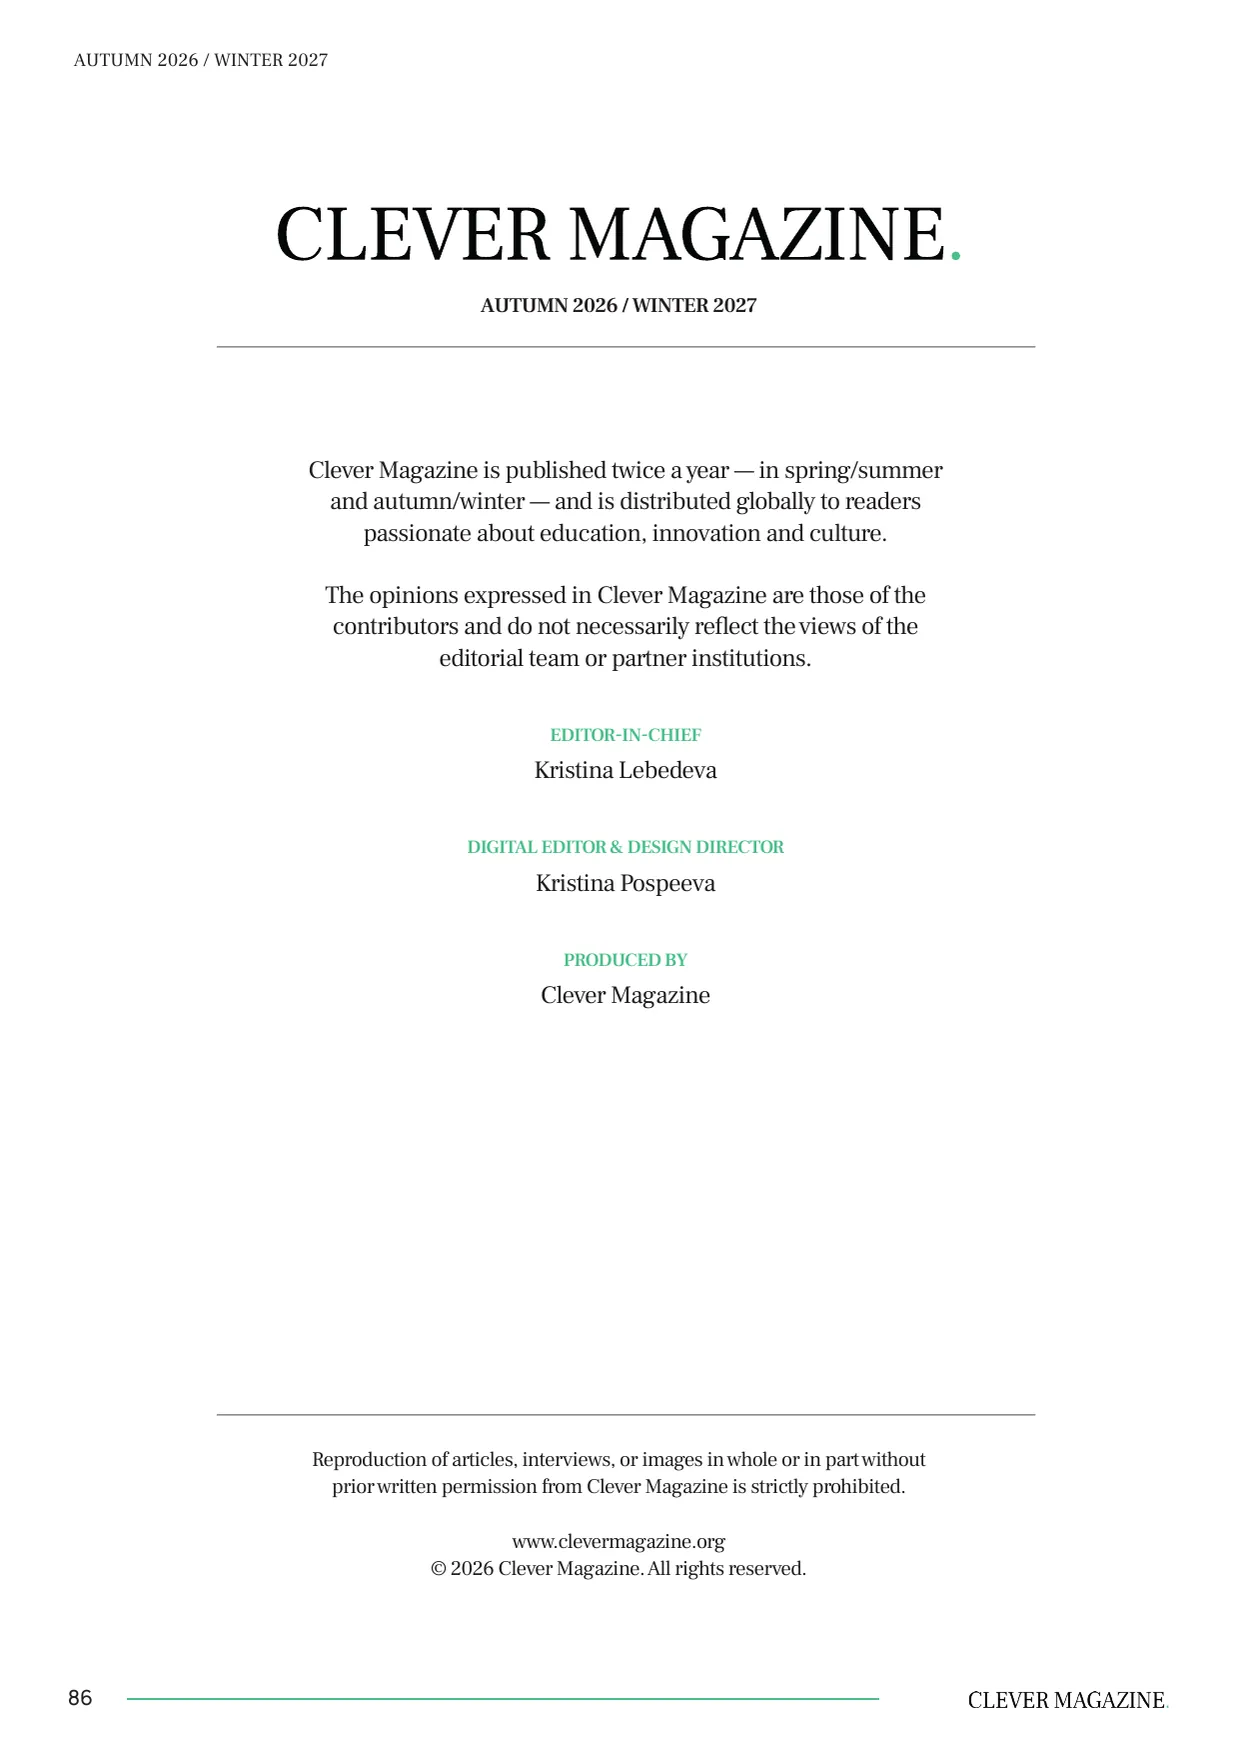 AUTUMN 2026 / WINTER 2027
CLEVER MAGAZINE.
AUTUMN 2026 / WINTER 2027
Clever Magazine is published twice a year — in spring/summer
and autumn/winter — and is distributed globally to readers
passionate about education, innovation and culture.
The opinions expressed in Clever Magazine are those of the
contributors and do not necessarily reflect the views of the
editorial team or partner institutions.
EDITOR-IN-CHIEF
Kristina Lebedeva
DIGITAL EDITOR & DESIGN DIRECTOR
Kristina Pospeeva
PRODUCED BY
Clever Magazine
Reproduction of articles, interviews, or images in whole or in part without
prior written permission from Clever Magazine is strictly prohibited.
www.clevermagazine.org
© 2026 Clever Magazine. All rights reserved.
86
CLEVER MAGAZINE.